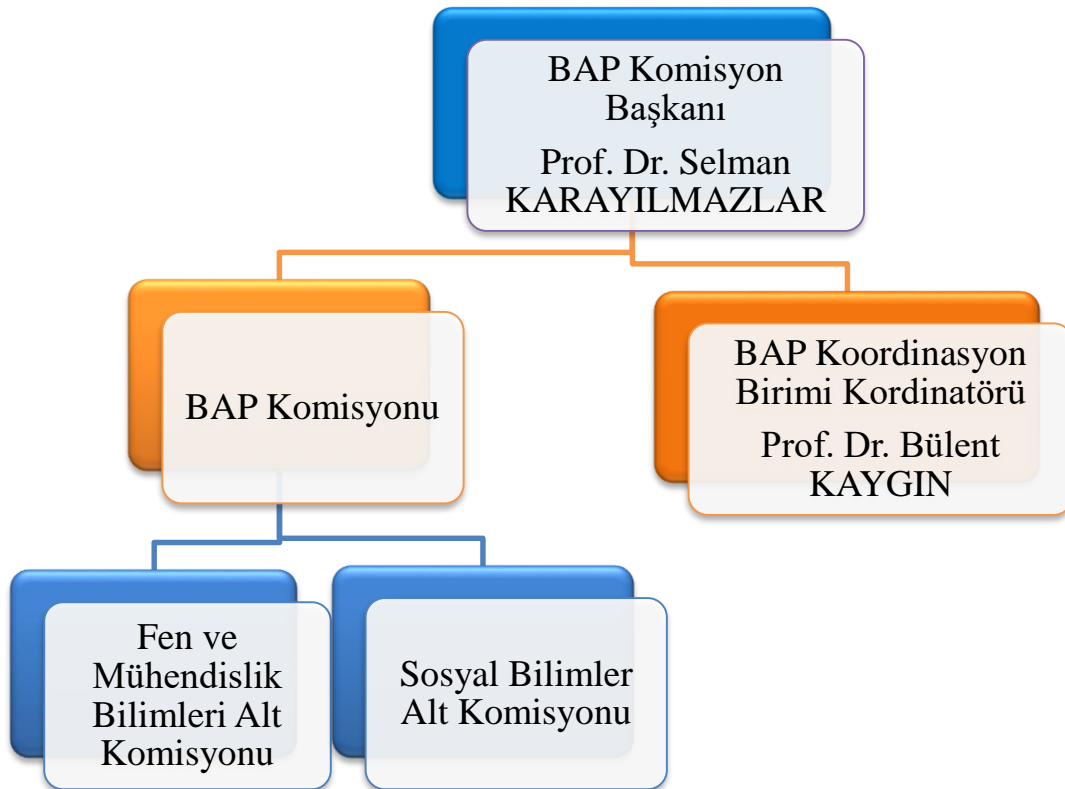 BAP Komisyon
Başkanı
Prof. Dr. Selman
KARAYILMAZLAR
BAP Komisyonu
BAP Koordinasyon
Birimi Kordinatörü
Prof. Dr. Bülent
KAYGIN
Fen ve
Mühendislik
Bilimleri Alt
Komisyonu
Sosyal Bilimler
Alt Komisyonu